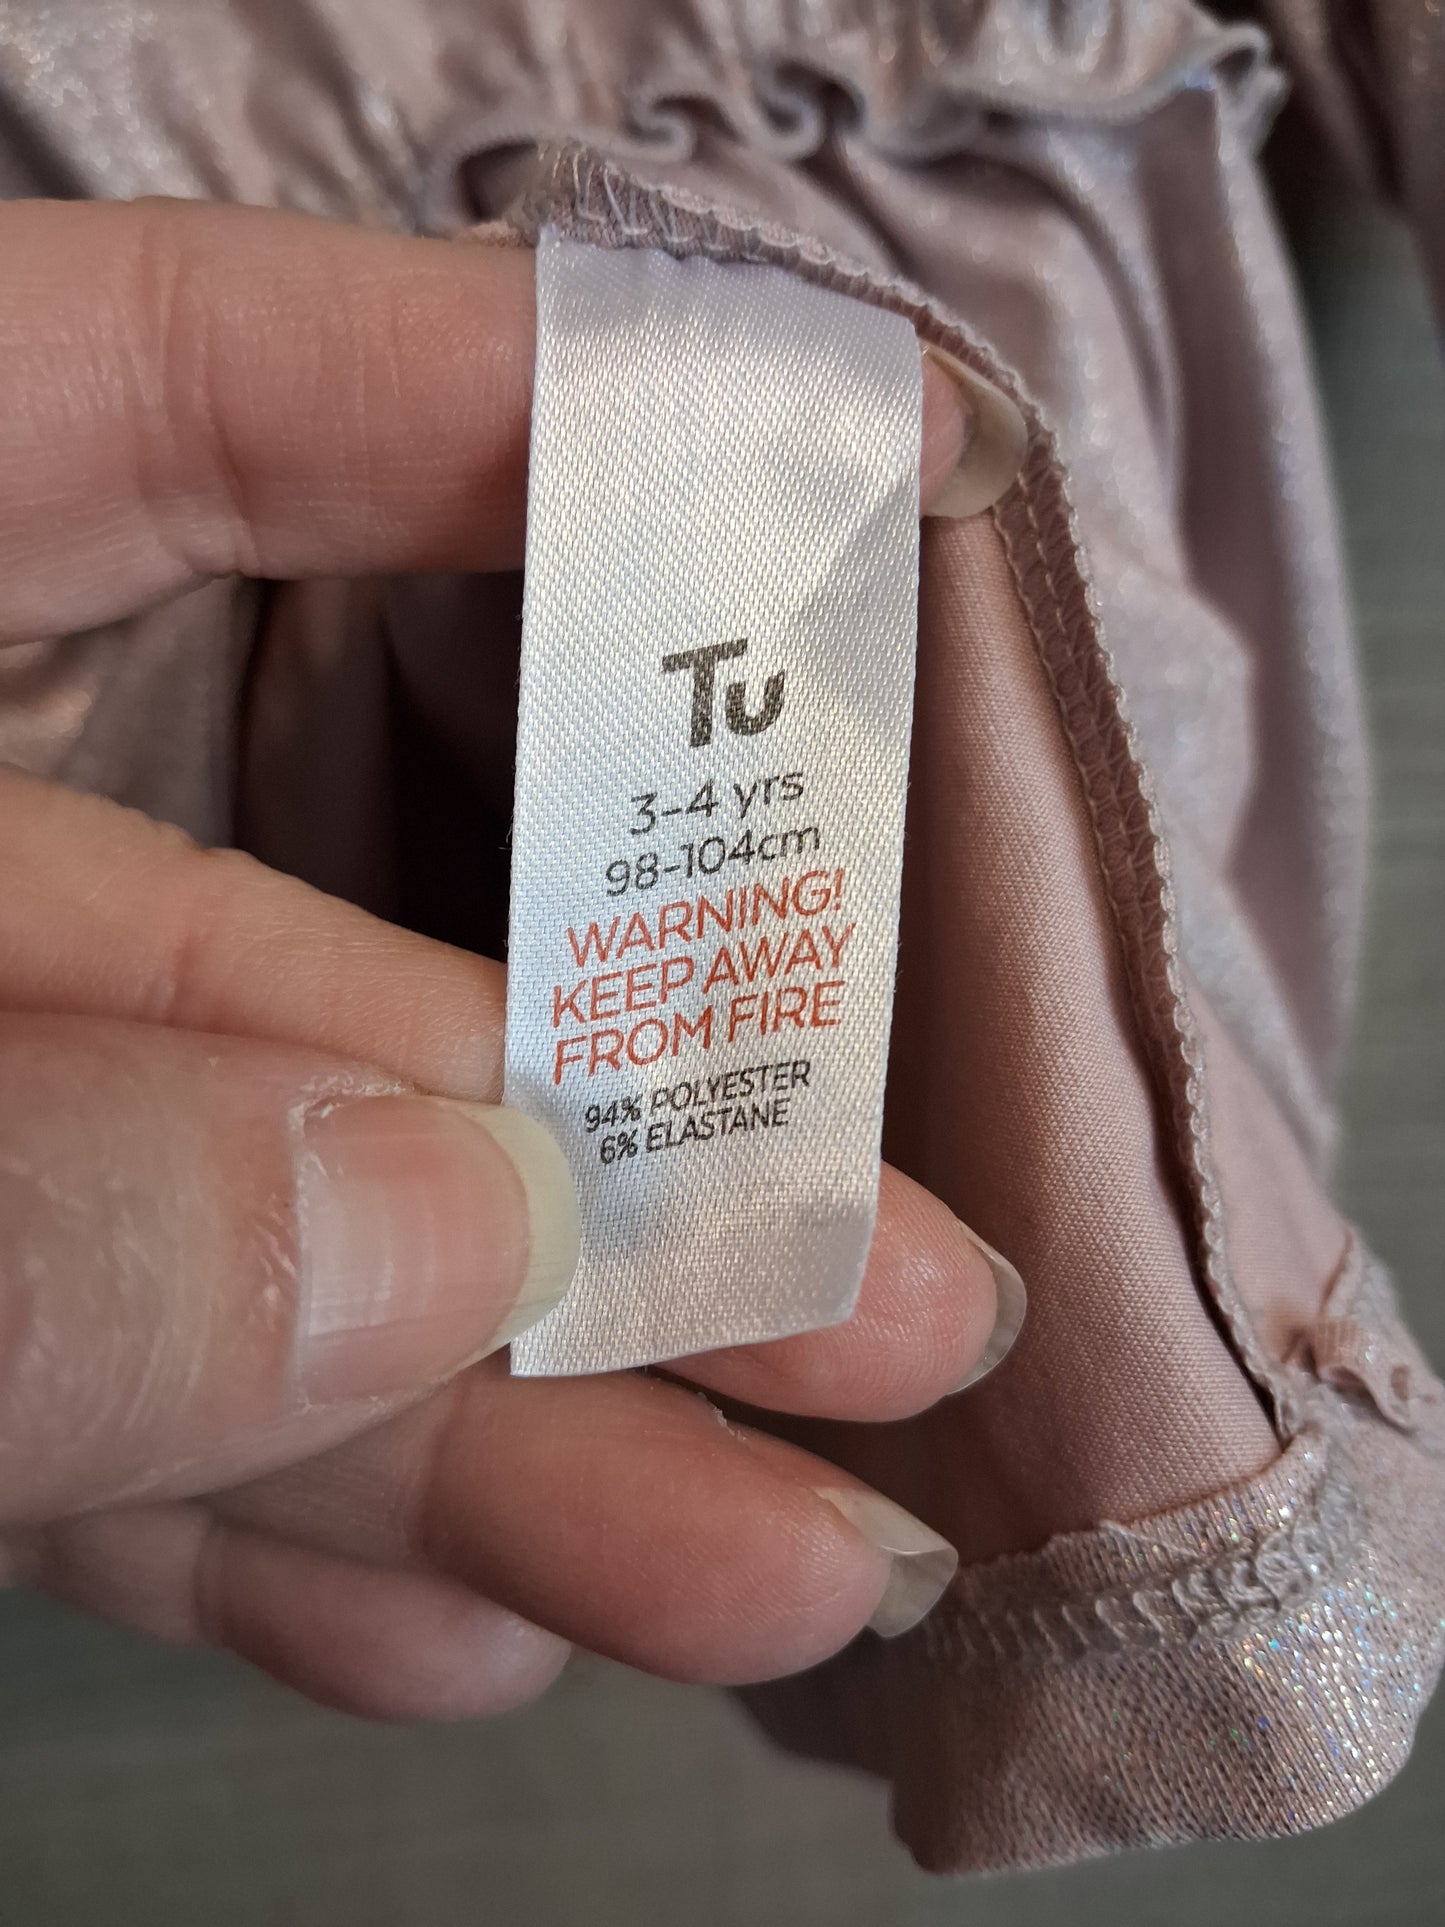 Tu
3-4 yrs
98-104cm
WARNING!
KEEP AWAY
FROM FIRE
94% POLYESTER
6% ELASTANE